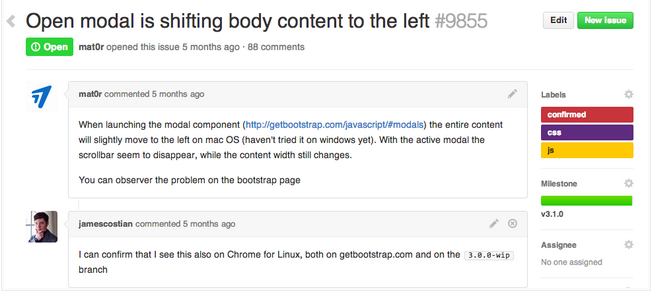 Open modal is shifting body content to the left #9855
Edit
New Issue
Open
mat0r opened this issue 5 months ago · 88 comments
mat0r commented 5 months ago
When launching the modal component (http://getbootstrap.com/javascript/#modals) the entire content
will slightly move to the left on mac OS (haven't tried it on windows yet). With the active modal the
scrollbar seem to disappear, while the content width still changes.
You can observer the problem on the bootstrap page
jamescostian commented 5 months ago
I can confirm that I see this also on Chrome for Linux, both on getbootstrap.com and on the 3.0.0-wip
branch
Labels
confirmed
css
js
Milestone
v3.1.0
Assignee
No one assigned